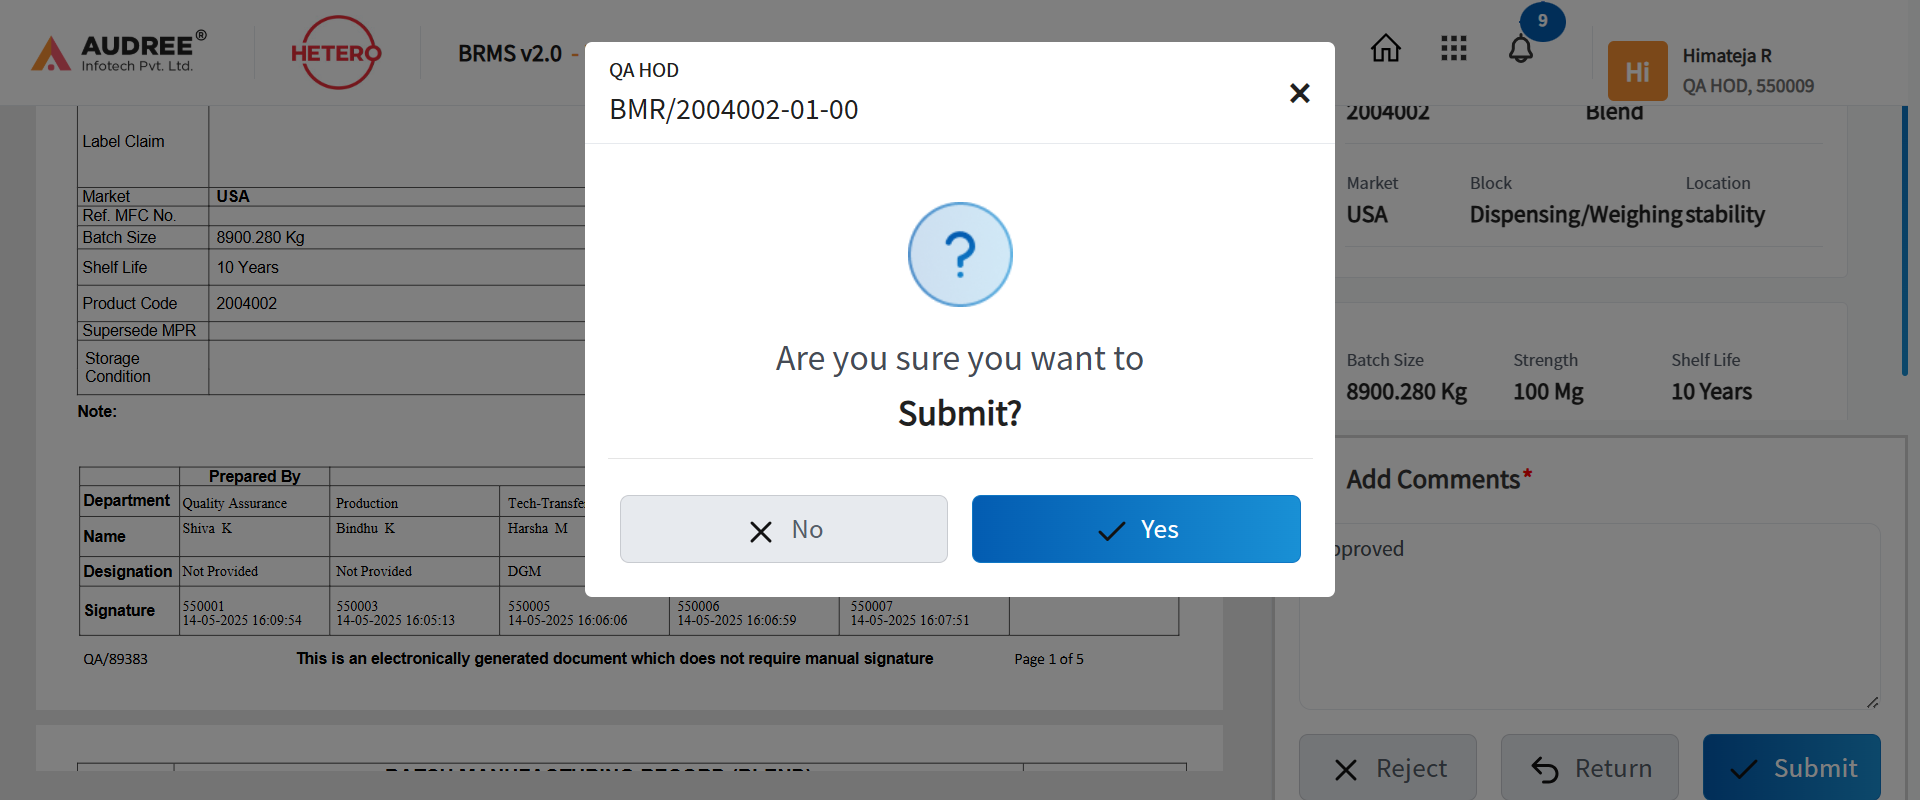 AUDREE®
Infotech Pvt. Ltd.
HETERO
BRMS v2.0 -
9
Hi
Himateja R
QA HOD, 550009
QA HOD
BMR/2004002-01-00
Are you sure you want to
Submit?
No
Yes
Label Claim
Market USA
Ref. MFC No.
Batch Size 8900.280 Kg
Shelf Life 10 Years
Product Code 2004002
Supersede MPR
Storage
Condition
Note:
Prepared By
Department Quality Assurance Production Tech-Transfe
Name Shiva K Bindhu K Harsha M
Designation Not Provided Not Provided DGM
Signature 550001 550003 550005 550006 550007
14-05-2025 16:09:54 14-05-2025 16:05:13 14-05-2025 16:06:06 14-05-2025 16:06:59 14-05-2025 16:07:51
QA/89383 This is an electronically generated document which does not require manual signature Page 1 of 5
BATCH MANUFACTURING RECORD (BLEND)
2004002 Blend
Market Block Location
USA Dispensing/Weighing stability
Batch Size Strength Shelf Life
8900.280 Kg 100 Mg 10 Years
Add Comments*
pproved
Reject
Return
Submit